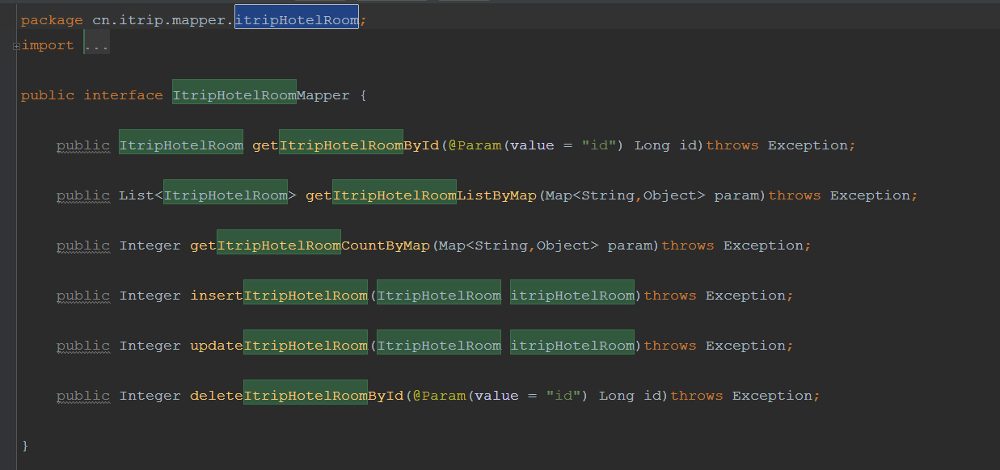 package cn.itrip.mapper.itripHotelRoom;
import ...
public interface ItripHotelRoomMapper {
public ItripHotelRoom getItripHotelRoomById(@Param(value = "id") Long id)throws Exception;
public List<ItripHotelRoom> getItripHotelRoomListByMap(Map<String,Object> param)throws Exception;
public Integer getItripHotelRoomCountByMap(Map<String,Object> param)throws Exception;
public Integer insertItripHotelRoom(ItripHotelRoom itripHotelRoom)throws Exception;
public Integer updateItripHotelRoom(ItripHotelRoom itripHotelRoom)throws Exception;
public Integer deleteItripHotelRoomById(@Param(value = "id") Long id)throws Exception;
}